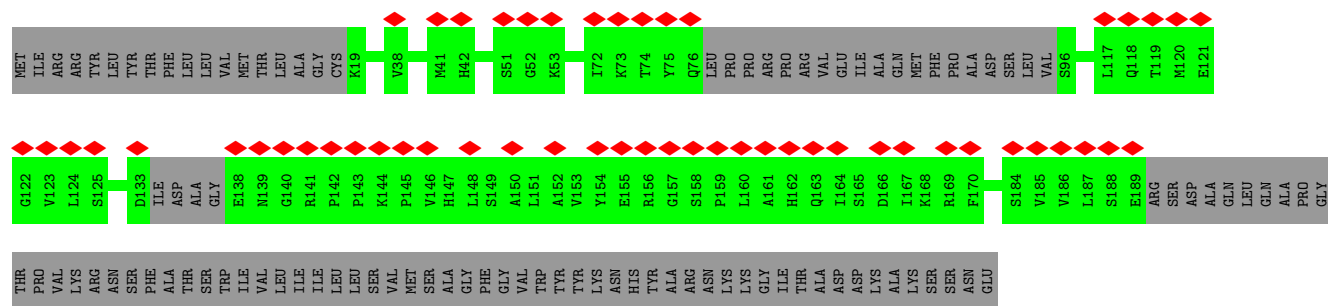 MET ILE ARG ARG TYR LEU TYR THR PHE LEU LEU VAL MET THR LEU ALA GLY CYS K19 V38 M41 H42 S51 G52 K53 I72 K73 T74 Y75 Q76 LEU PRO PRO ARG PRO ARG VAL GLU ILE ALA GLN MET PHE PRO ALA ASP SER LEU VAL S96 L117 Q118 T119 M120 E121
G122 V123 L124 S125 D133 ILE ASP ALA GLY E138 N139 G140 R141 P142 P143 K144 P145 V146 H147 L148 S149 A150 L151 A152 V153 Y154 E155 R156 G157 S158 P159 L160 A161 H162 Q163 I164 S165 D166 I167 K168 R169 F170 S184 V185 V186 L187 S188 E189 ARG SER ASP ALA GLN LEU GLN ALA PRO GLY
THR PRO VAL LYS ARG ASN SER PHE ALA THR SER TRP ILE VAL LEU ILE ILE LEU LEU SER VAL MET SER ALA GLY PHE GLY VAL TRP TYR TYR LYS ASN HIS TYR ALA ARG ASN LYS LYS GLY ILE THR ALA ASP ASP LYS ALA LYS SER SER ASN GLU